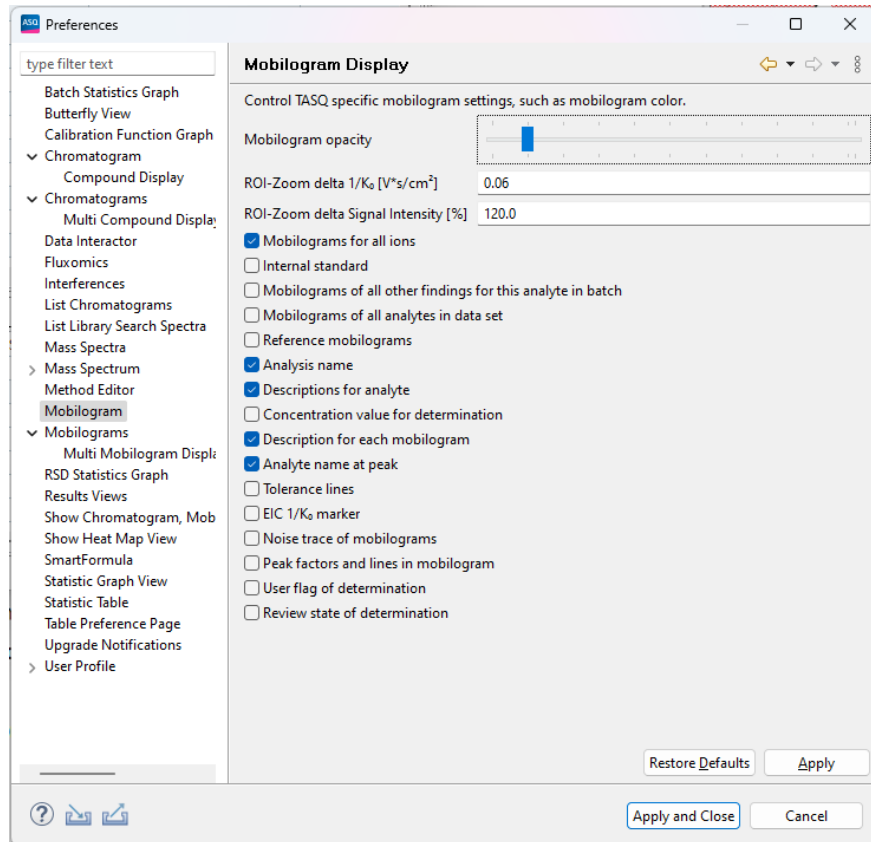 ASQ Preferences
type filter text
Batch Statistics Graph
Butterfly View
Calibration Function Graph
Chromatogram
Compound Display
Chromatograms
Multi Compound Display
Data Interactor
Fluxomics
Interferences
List Chromatograms
List Library Search Spectra
Mass Spectra
Mass Spectrum
Method Editor
Mobilogram
Mobilograms
Multi Mobilogram Displa
RSD Statistics Graph
Results Views
Show Chromatogram, Mob
Show Heat Map View
SmartFormula
Statistic Graph View
Statistic Table
Table Preference Page
Upgrade Notifications
User Profile
Mobilogram Display
Control TASQ specific mobilogram settings, such as mobilogram color.
Mobilogram opacity
ROI-Zoom delta 1/K₀ [V*s/cm²] 0.06
ROI-Zoom delta Signal Intensity [%] 120.0
Mobilograms for all ions
Internal standard
Mobilograms of all other findings for this analyte in batch
Mobilograms of all analytes in data set
Reference mobilograms
Analysis name
Descriptions for analyte
Concentration value for determination
Description for each mobilogram
Analyte name at peak
Tolerance lines
EIC 1/K₀ marker
Noise trace of mobilograms
Peak factors and lines in mobilogram
User flag of determination
Review state of determination
Restore Defaults Apply
? Apply and Close Cancel